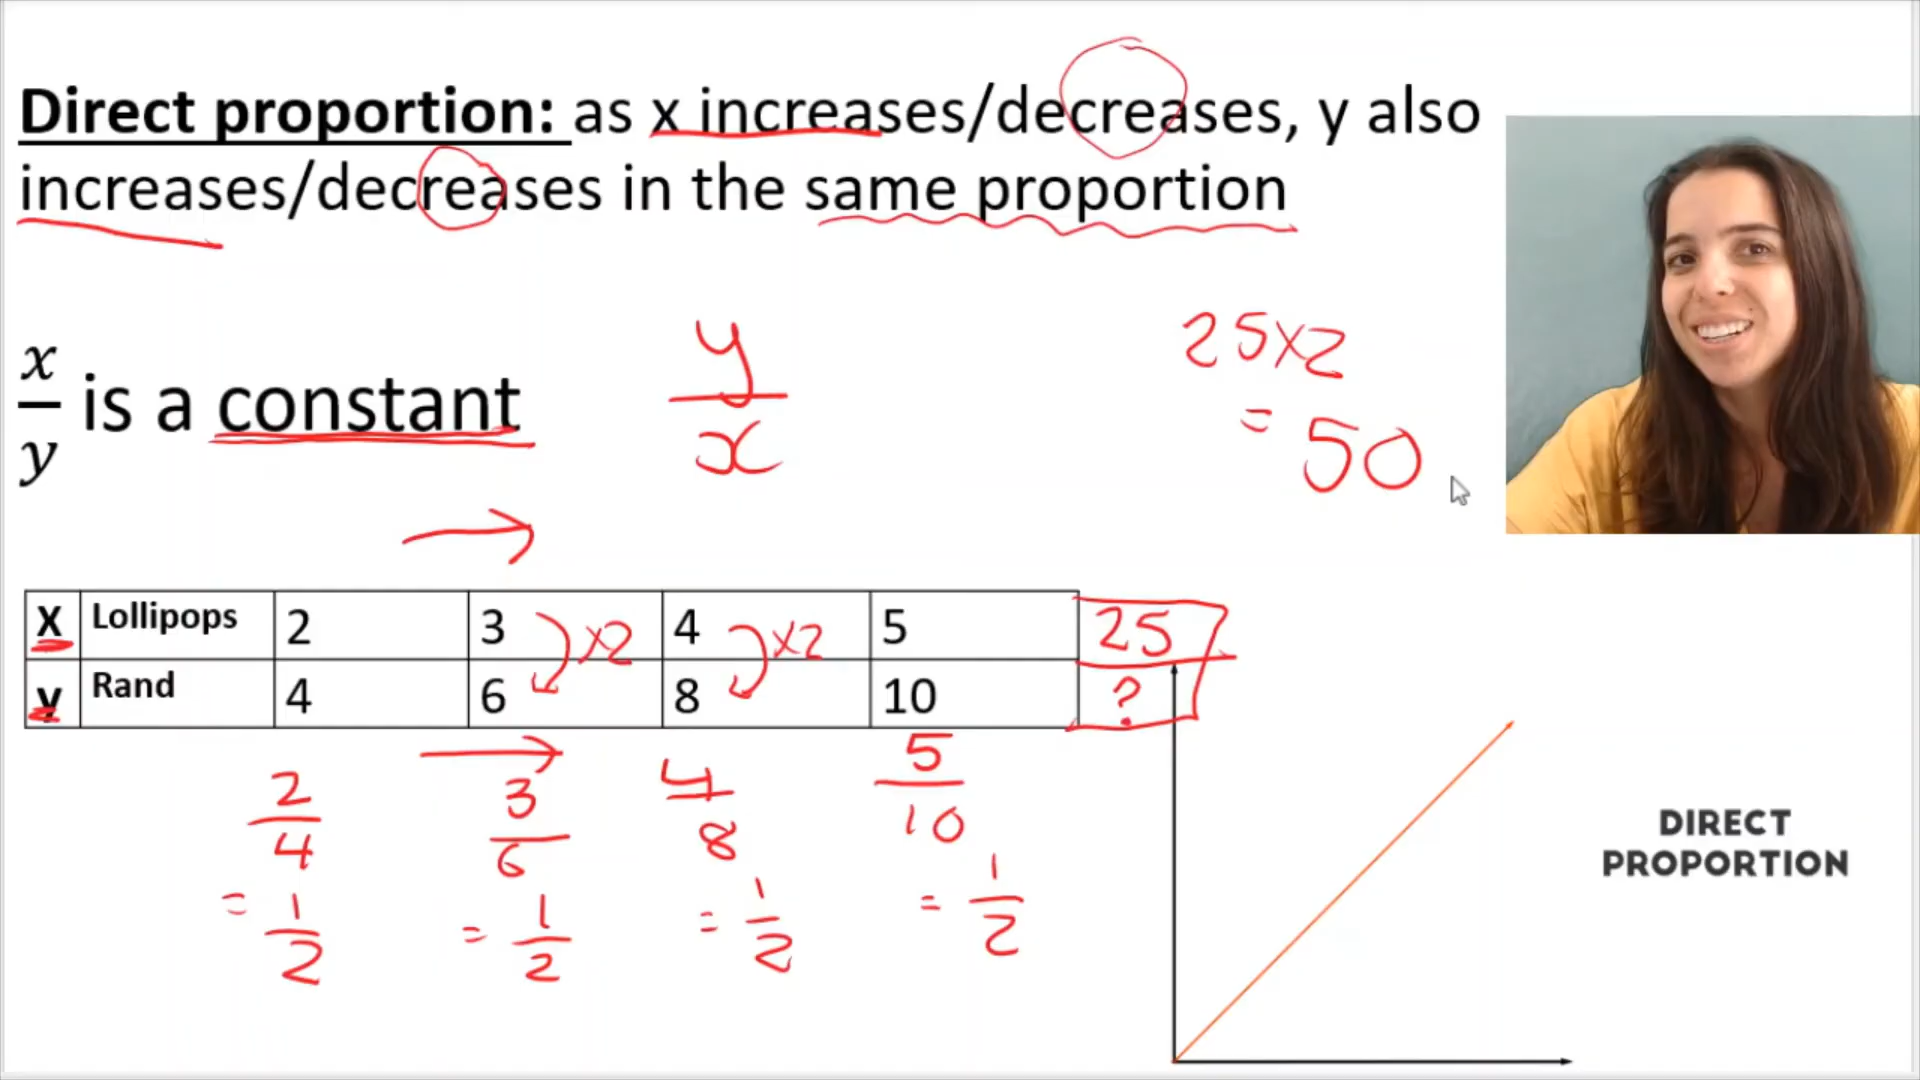 Direct proportion: as x increases/decreases, y also
increases/decreases in the same proportion
x/y is a constant
y/x
25x2
= 50
X Lollipops 2 3 x2 4 x2 5 25
y Rand 4 6 8 10 ?
2/4 3/6 4/8 5/10
= 1/2 = 1/2 = 1/2 = 1/2
DIRECT
PROPORTION